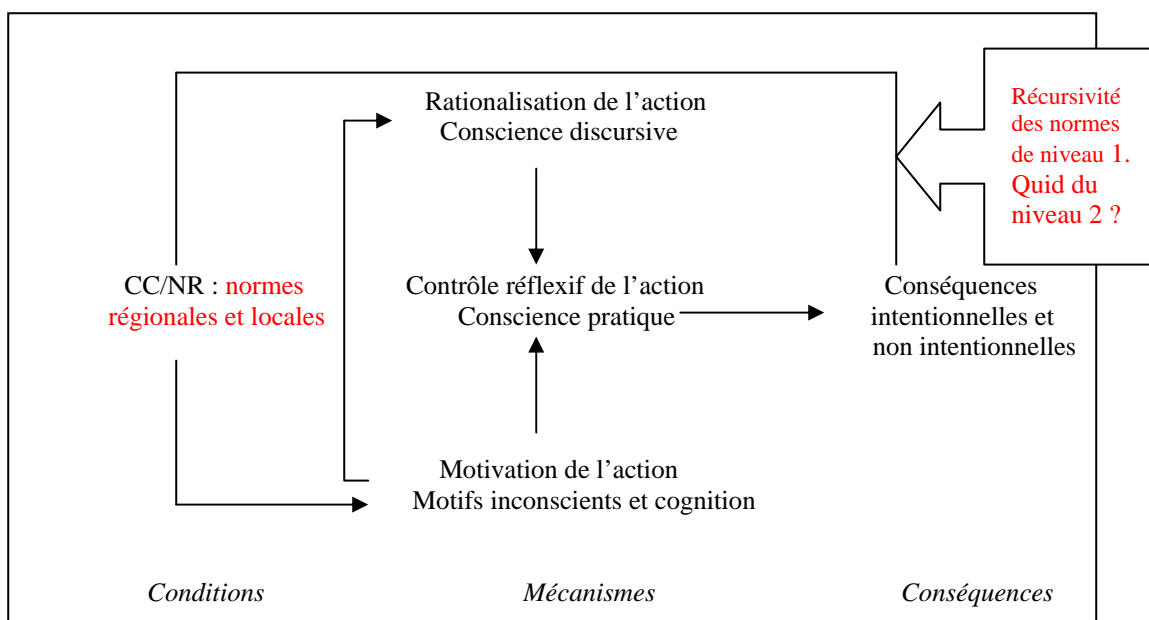 Rationalisation de l’action
Conscience discursive
Récursivité
des normes
de niveau 1.
Quid du
niveau 2 ?
CC/NR : normes
régionales et locales
Contrôle réflexif de l’action
Conscience pratique
Conséquences
intentionnelles et
non intentionnelles
Motivation de l’action
Motifs inconscients et cognition
Conditions
Mécanismes
Conséquences